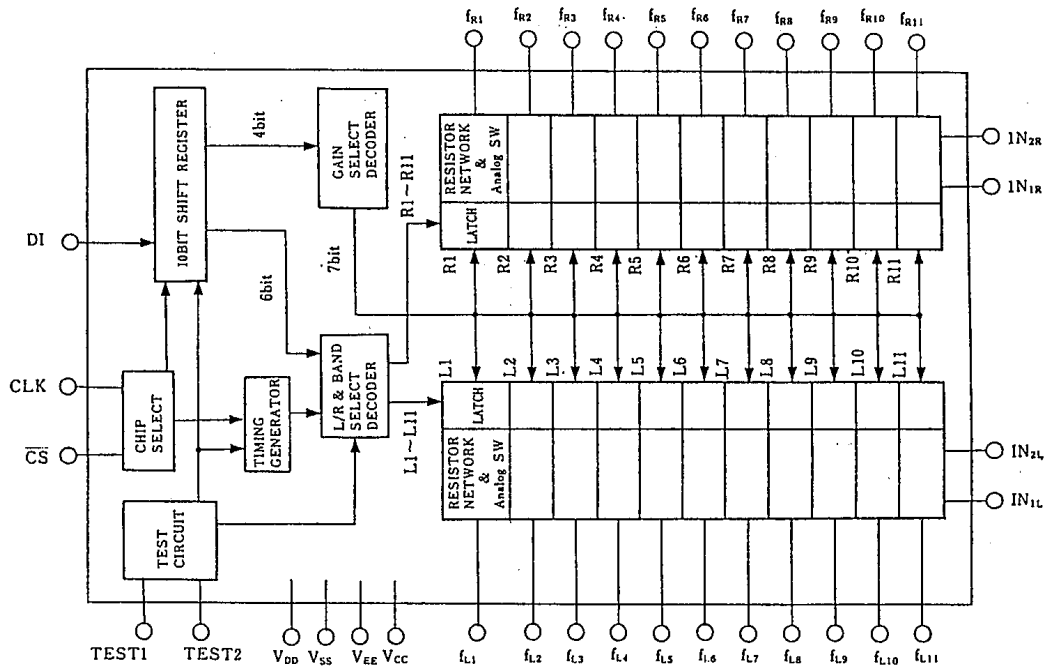 fR1 fR2 fR3 fR4 fR5 fR6 fR7 fR8 fR9 fR10 fR11
10BIT SHIFT REGISTER
4bit
GAIN
SELECT
DECODER
R1~R11
RESISTOR
NETWORK
&
Analog SW
LATCH
1N2R
1N1R
DI
6bit
7bit
R1 R2 R3 R4 R5 R6 R7 R8 R9 R10 R11
L1 L2 L3 L4 L5 L6 L7 L8 L9 L10 L11
CLK
CS
CHIP
SELECT
TIMING
GENERATOR
L/R & BAND
SELECT
DECODER
L1~L11
LATCH
RESISTOR
NETWORK
&
Analog SW
IN2L
IN1L
TEST
CIRCUIT
TEST1 TEST2 VDD VSS VEE VCC fL1 fL2 fL3 fL4 fL5 fL6 fL7 fL8 fL9 fL10 fL11